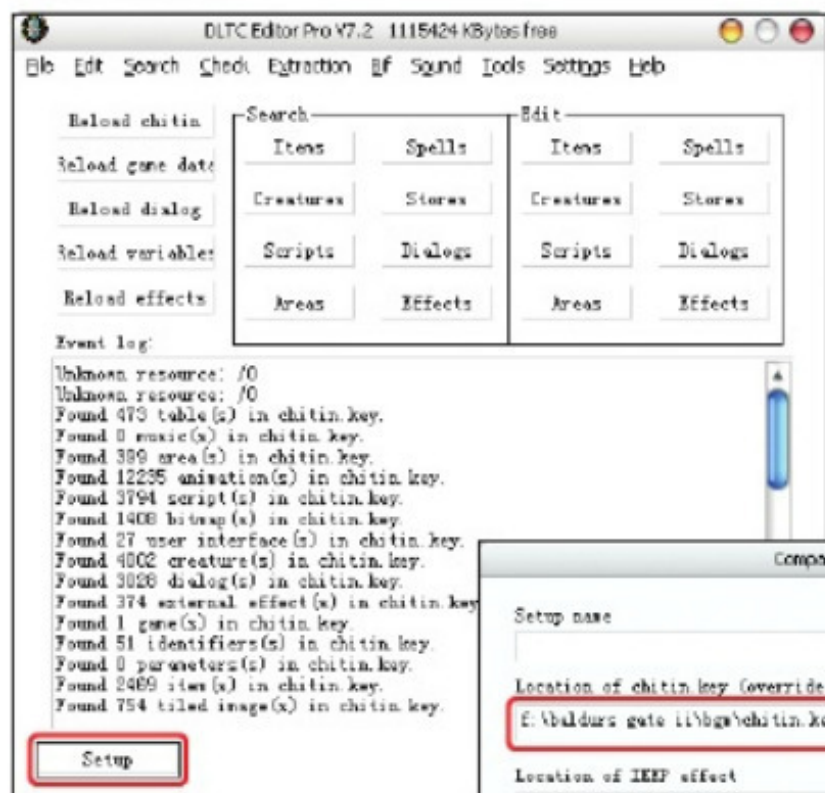 DLTC Editor Pro V7.2 1115424 KBytes free
File Edit Search Check Extraction Bif Sound Tools Settings Help
Reload chitin
Reload game data
Reload dialog
Reload variables
Reload effects
Search
Items Spells
Creatures Stores
Scripts Dialogs
Areas Effects
Edit
Items Spells
Creatures Stores
Scripts Dialogs
Areas Effects
Event log:
Unknown resource: /0
Unknown resource: /0
Found 473 table(s) in chitin.key.
Found 0 music(s) in chitin.key.
Found 389 area(s) in chitin.key.
Found 12235 animation(s) in chitin.key.
Found 3794 script(s) in chitin.key.
Found 1408 bitmap(s) in chitin.key.
Found 27 user interface(s) in chitin.key.
Found 4002 creature(s) in chitin.key.
Found 3028 dialog(s) in chitin.key.
Found 374 external effect(s) in chitin.key
Found 1 game(s) in chitin.key.
Found 51 identifiers(s) in chitin.key.
Found 0 parameters(s) in chitin.key.
Found 2469 item(s) in chitin.key.
Found 754 tiled image(s) in chitin.key.
Setup
Compa
Setup name
Location of chitin.key (override
f:\baldurs gate ii\bgm\chitin.ke
Location of IEEP effect